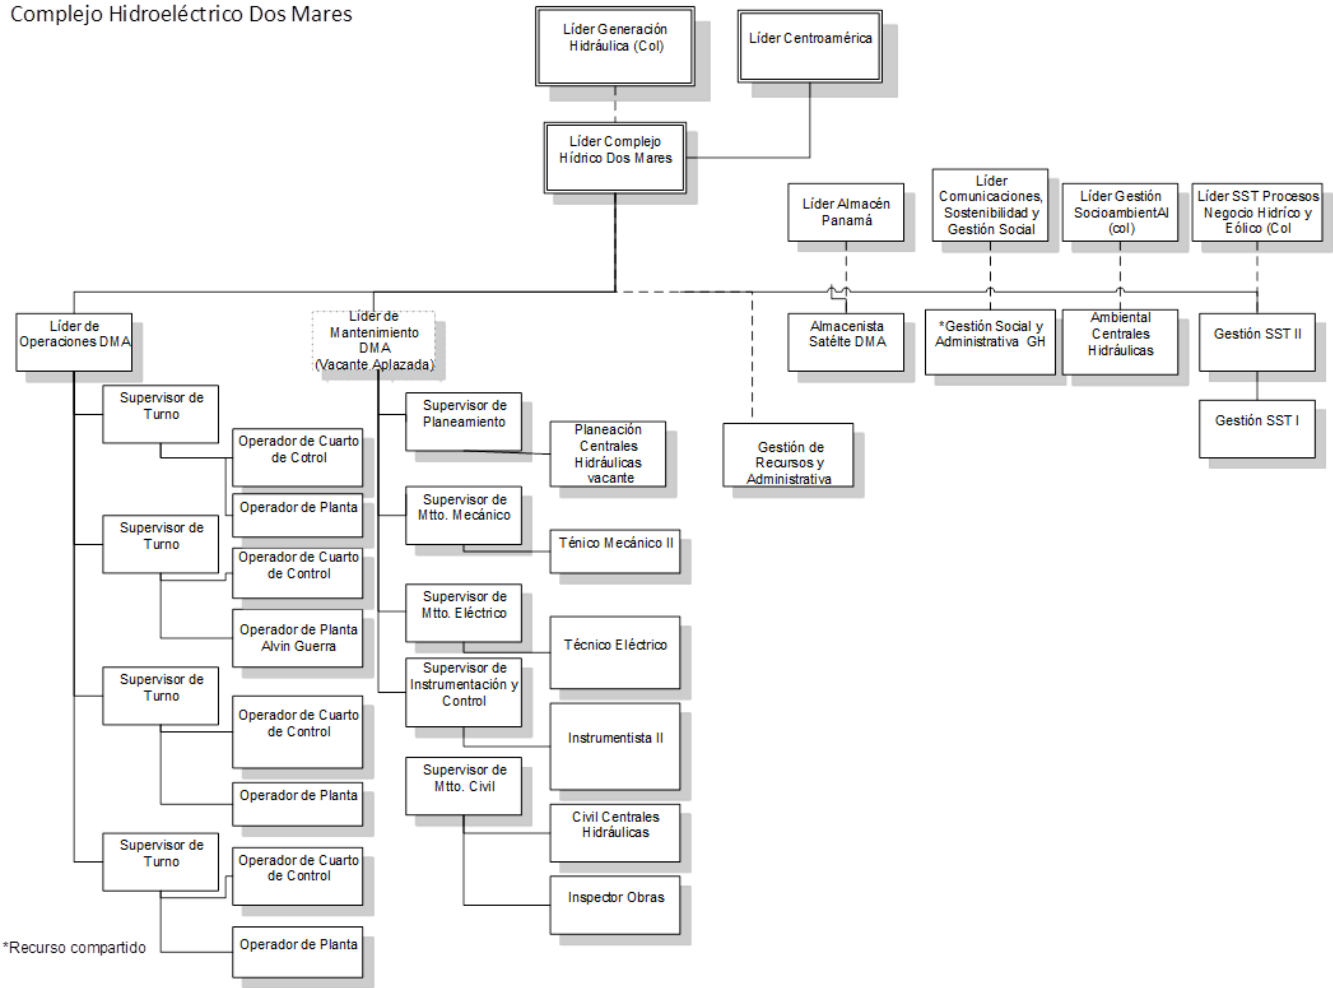 Complejo Hidroeléctrico Dos Mares
Líder Generación
Hidráulica (Col)
Líder Centroamérica
Líder Complejo
Hídrico Dos Mares
Líder Almacén
Panamá
Líder
Comunicaciones,
Sostenibilidad y
Gestión Social
Líder Gestión
SocioambientAl
(col)
Líder SST Procesos
Negocio Hidríco y
Eólico (Col
Líder de
Operaciones DMA
Líder de
Mantenimiento
DMA
(Vacante Aplazada)
Almacenista
Satélte DMA
*Gestión Social y
Administrativa GH
Ambiental
Centrales
Hidráulicas
Gestión SST II
Gestión SST I
Gestión de
Recursos y
Administrativa
Supervisor de
Turno
Operador de Cuarto
de Cotrol
Operador de Planta
Supervisor de
Turno
Operador de Cuarto
de Control
Operador de Planta
Alvin Guerra
Supervisor de
Turno
Operador de Cuarto
de Control
Operador de Planta
Supervisor de
Turno
Operador de Cuarto
de Control
Operador de Planta
Supervisor de
Planeamiento
Planeación
Centrales
Hidráulicas
vacante
Supervisor de
Mtto. Mecánico
Ténico Mecánico II
Supervisor de
Mtto. Eléctrico
Técnico Eléctrico
Supervisor de
Instrumentación y
Control
Instrumentista II
Supervisor de
Mtto. Civil
Civil Centrales
Hidráulicas
Inspector Obras
*Recurso compartido